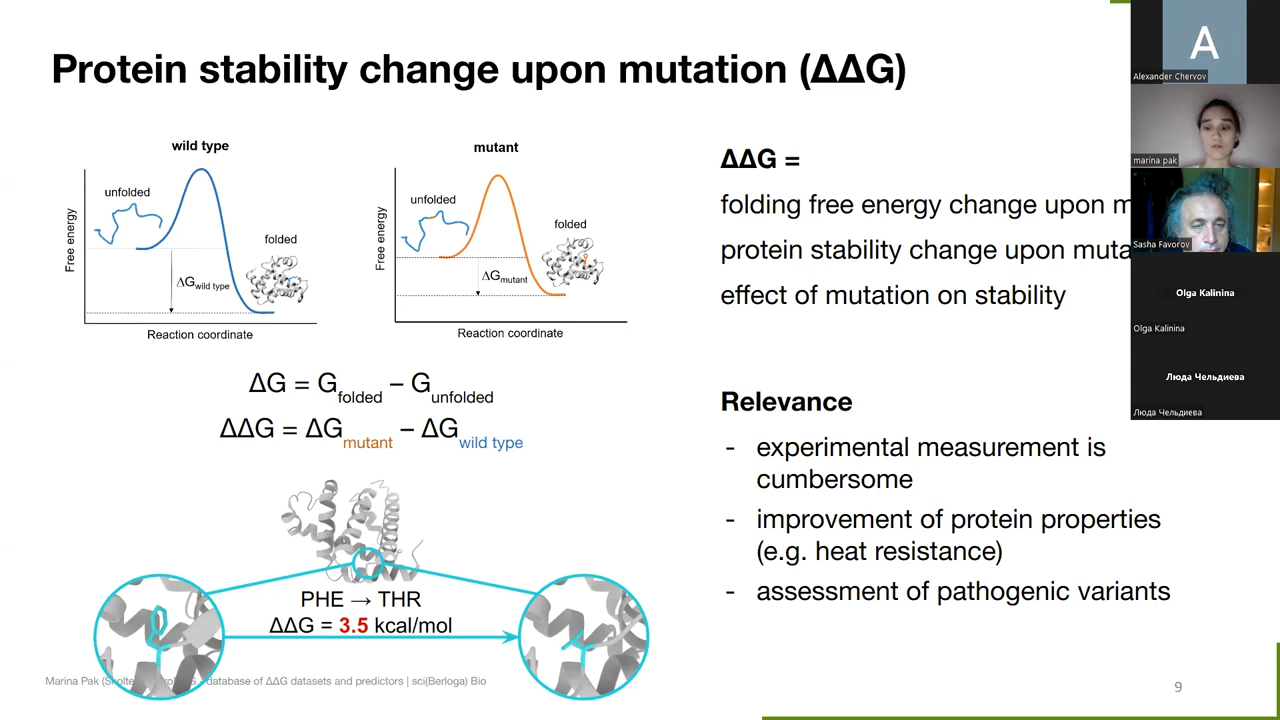 Protein stability change upon mutation (ΔΔG)
wild type
unfolded
folded
Free energy
ΔGwild type
Reaction coordinate
mutant
unfolded
folded
Free energy
ΔGmutant
Reaction coordinate
ΔG = Gfolded – Gunfolded
ΔΔG = ΔGmutant – ΔGwild type
PHE → THR
ΔΔG = 3.5 kcal/mol
ΔΔG =
folding free energy change upon
protein stability change upon
effect of mutation on stability
Relevance
- experimental measurement is
cumbersome
- improvement of protein properties
(e.g. heat resistance)
- assessment of pathogenic variants
Marina Pak database of ΔΔG datasets and predictors | sci(Berloga) Bio
9
A
Alexander Chervov
marina pak
Sasha Favorov
Olga Kalinina
Olga Kalinina
Люда Чельдиева
Люда Чельдиева